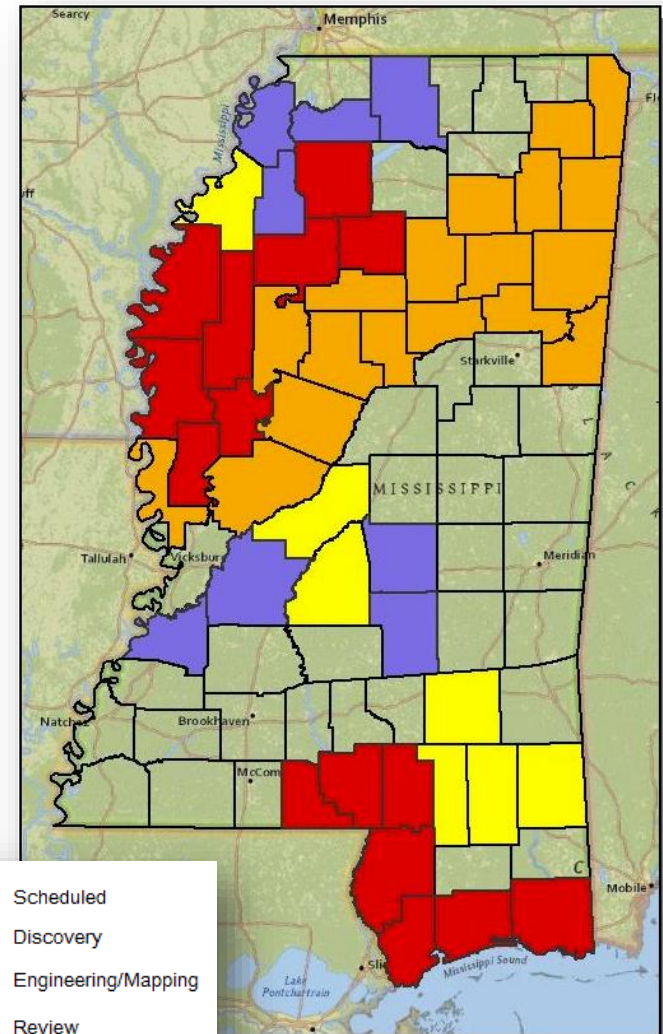 Searcy
Memphis
Mississippi
Starkville
MISSISSIPPI
Tallulah
Vicksburg
Meridian
Natchez
Brookhaven
McCom
Mobile
Mississippi Sound
Lake
Pontchartrain
Scheduled
Discovery
Engineering/Mapping
Review